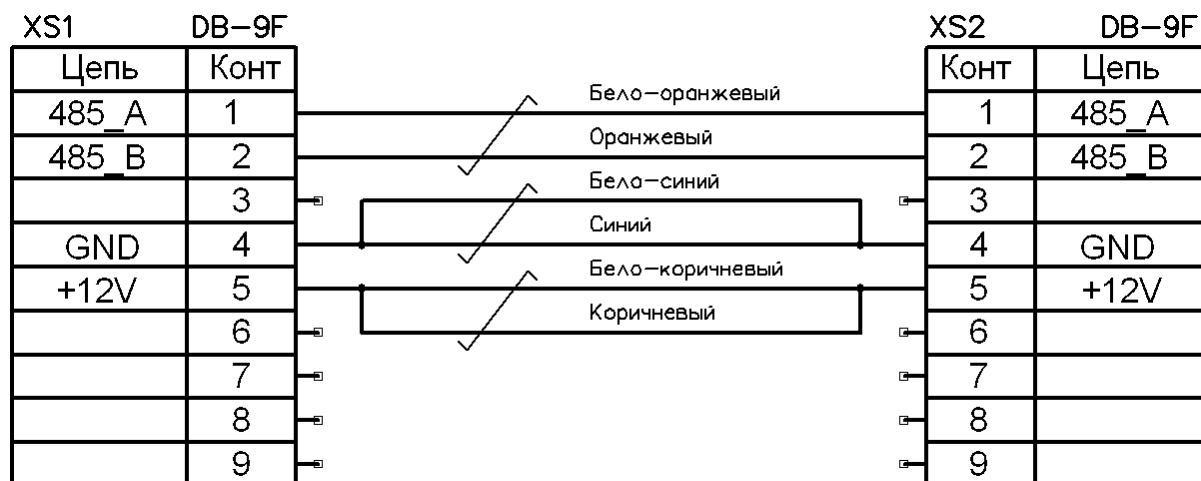 XS1 DB-9F XS2 DB-9F
Цепь Конт Конт Цепь
Бело-оранжевый
485_A 1 1 485_A
Оранжевый
485_B 2 2 485_B
Бело-синий
3 3
Синий
GND 4 4 GND
Бело-коричневый
+12V 5 5 +12V
Коричневый
6 6
7 7
8 8
9 9